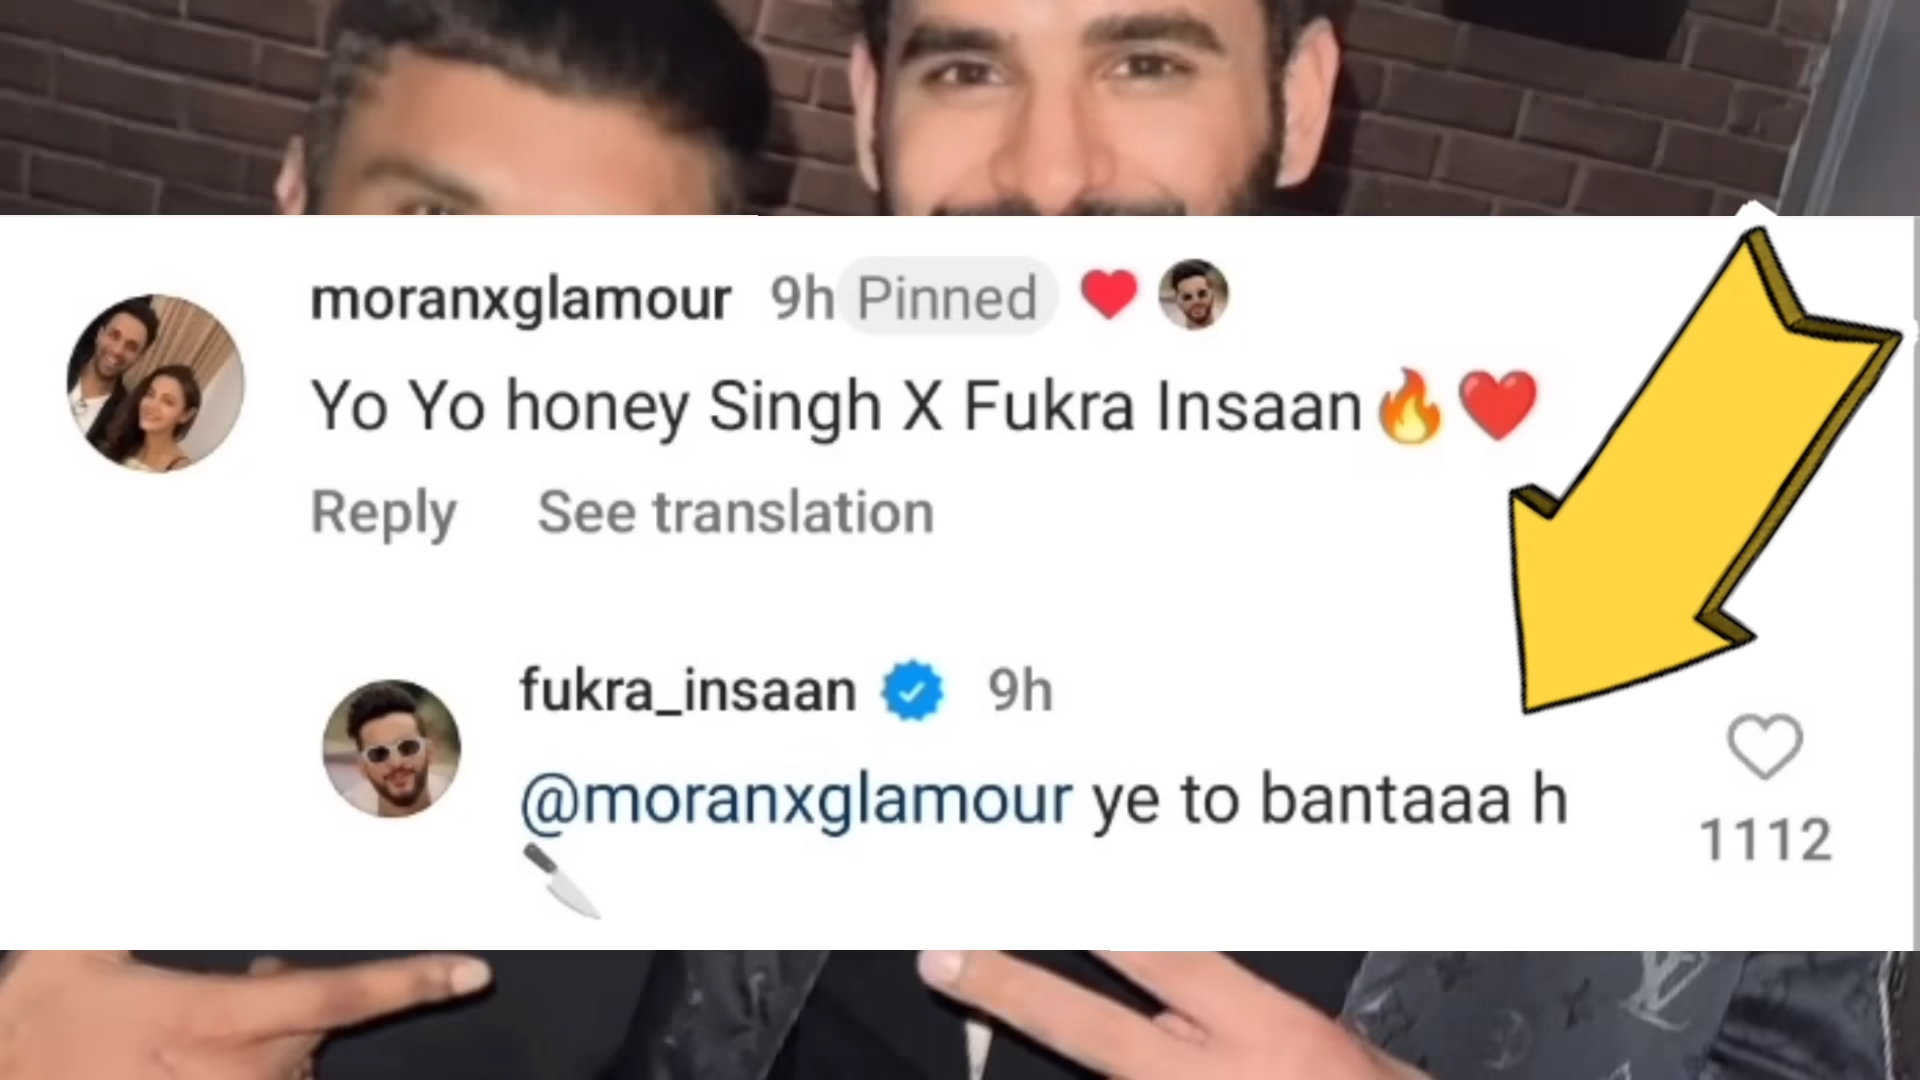 moranxglamour 9h Pinned
Yo Yo honey Singh X Fukra Insaan🔥❤️
Reply See translation
fukra_insaan 9h
@moranxglamour ye to bantaaa h
🔪
1112